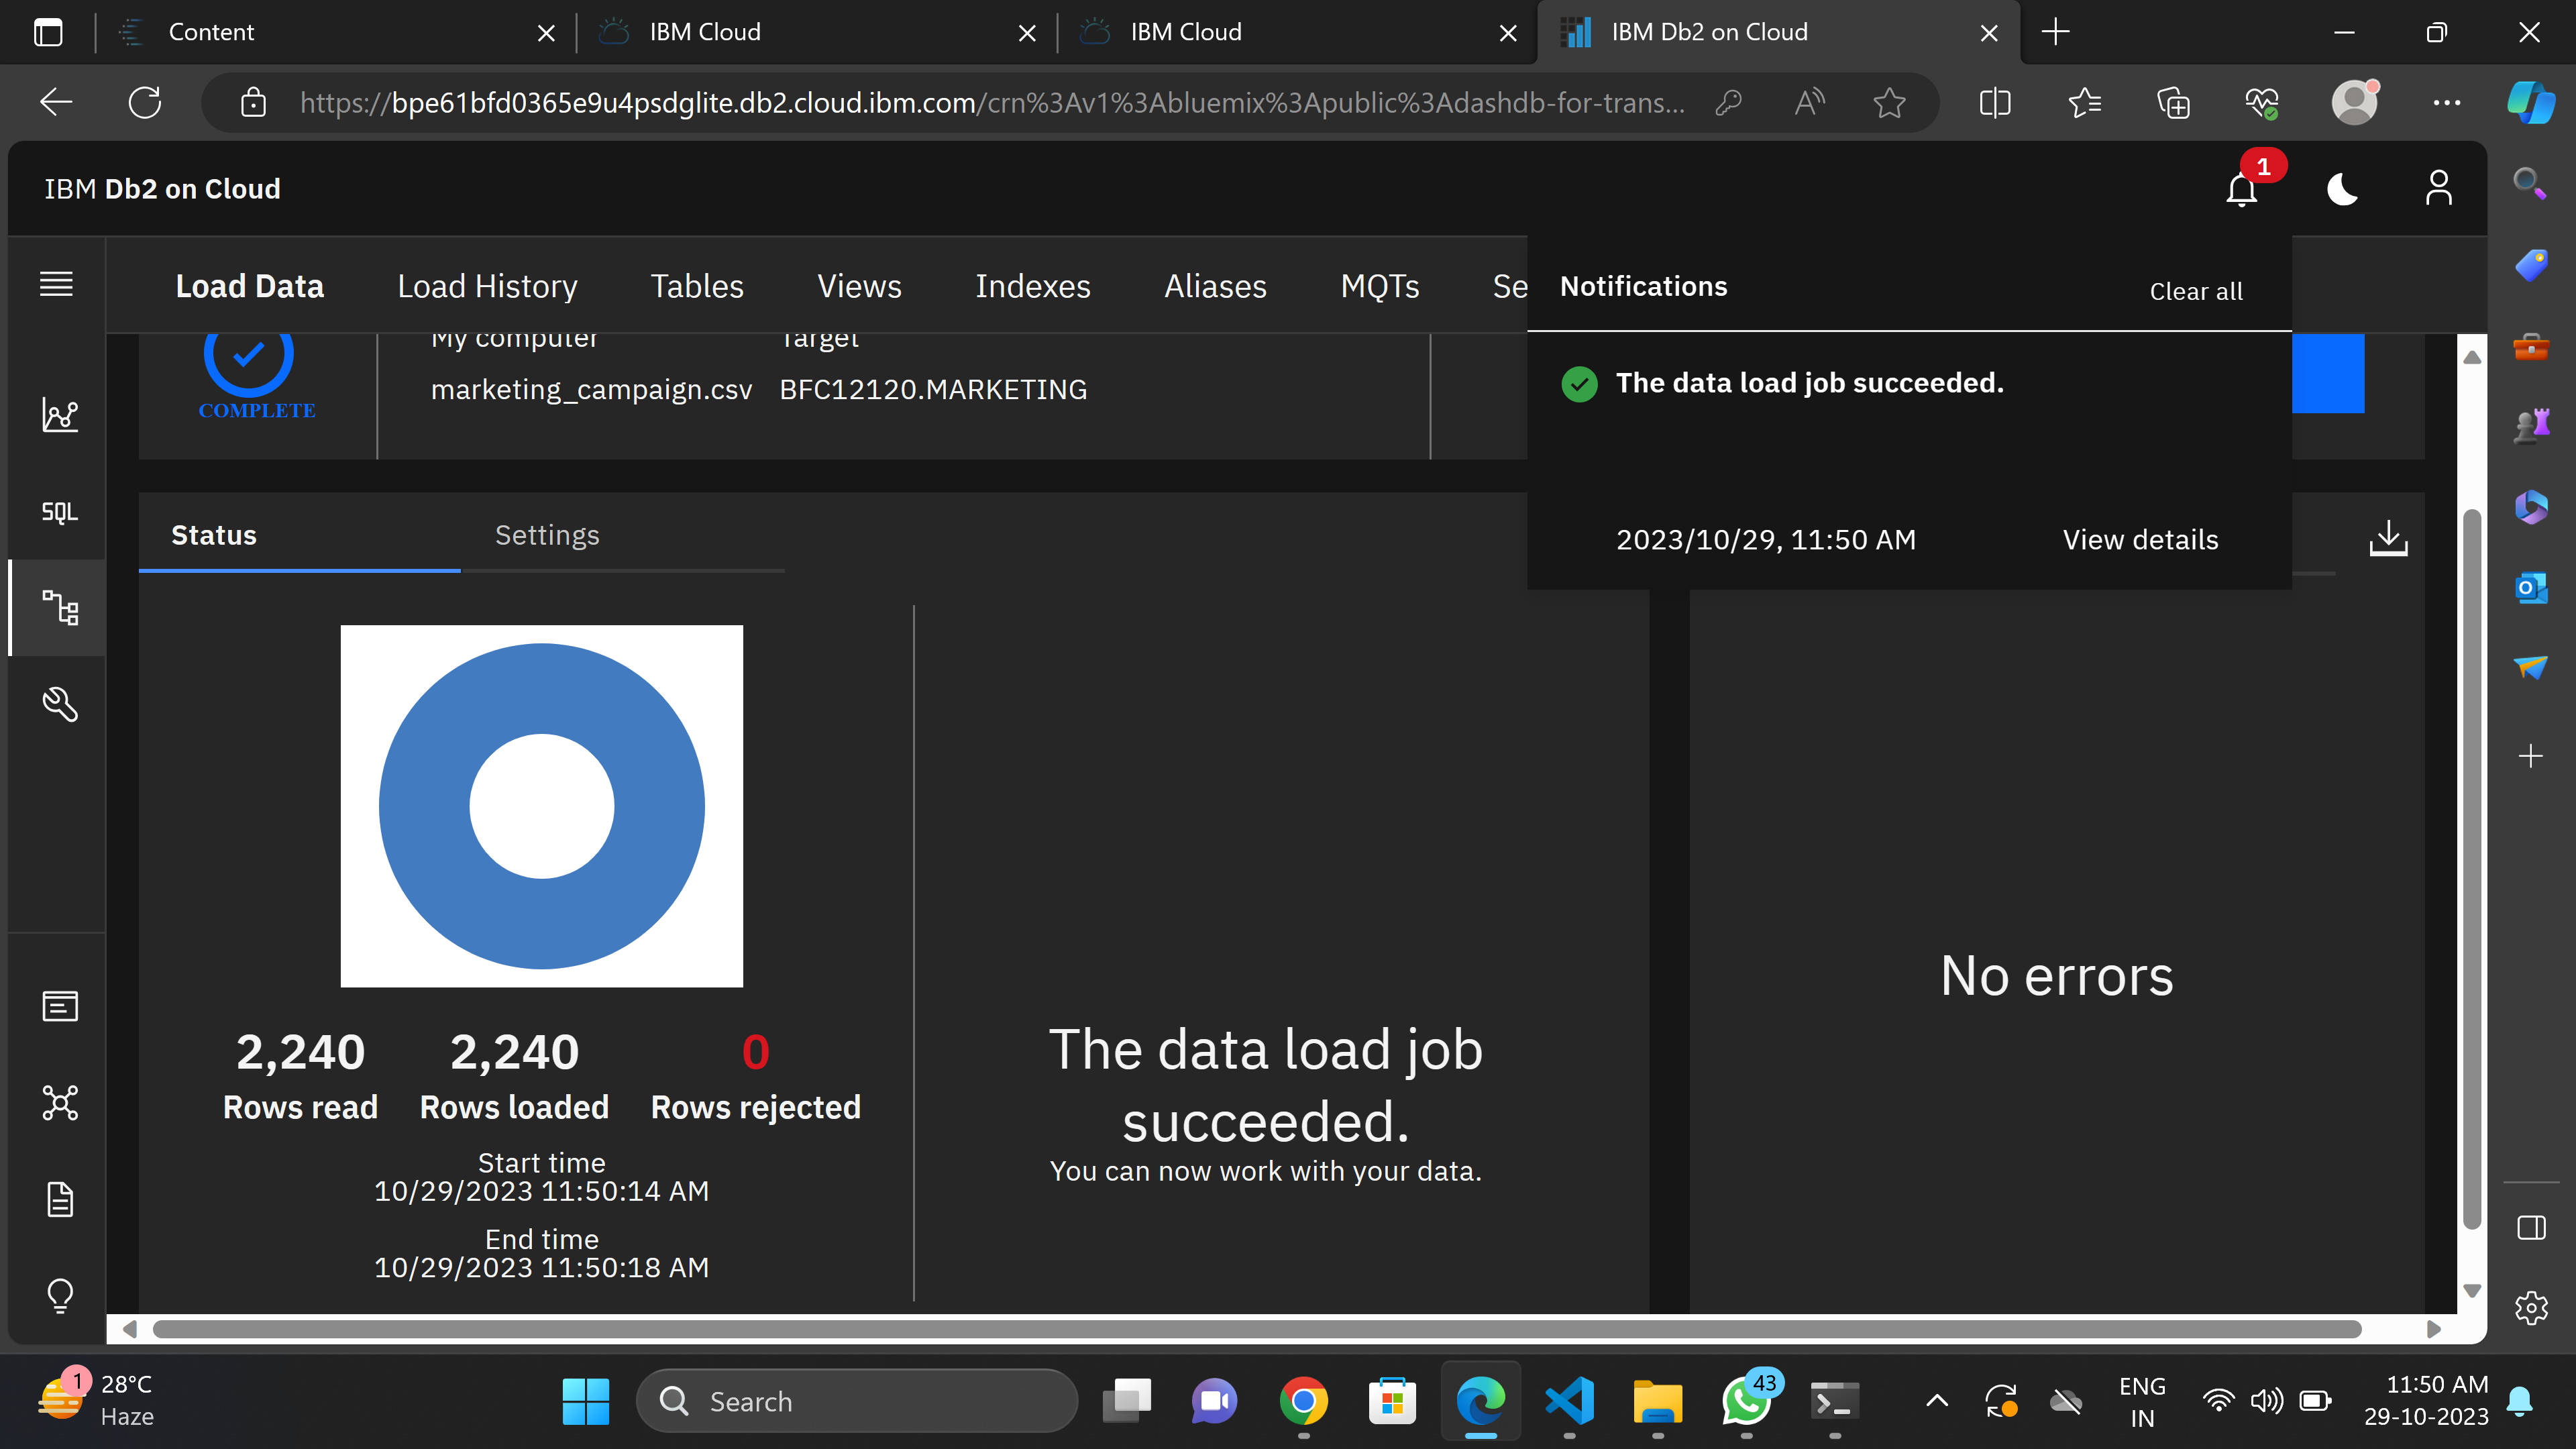 Content
IBM Cloud
IBM Cloud
IBM Db2 on Cloud
https://bpe61bfd0365e9u4psdglite.db2.cloud.ibm.com/crn%3Av1%3Abluemix%3Apublic%3Adashdb-for-trans...
IBM Db2 on Cloud
1
Load Data
Load History
Tables
Views
Indexes
Aliases
MQTs
Se
Notifications
Clear all
COMPLETE
My computer
Target
marketing_campaign.csv
BFC12120.MARKETING
The data load job succeeded.
2023/10/29, 11:50 AM
View details
SQL
Status
Settings
2,240
Rows read
2,240
Rows loaded
0
Rows rejected
Start time
10/29/2023 11:50:14 AM
End time
10/29/2023 11:50:18 AM
The data load job
succeeded.
You can now work with your data.
No errors
1
28°C
Haze
Search
43
ENG
IN
11:50 AM
29-10-2023